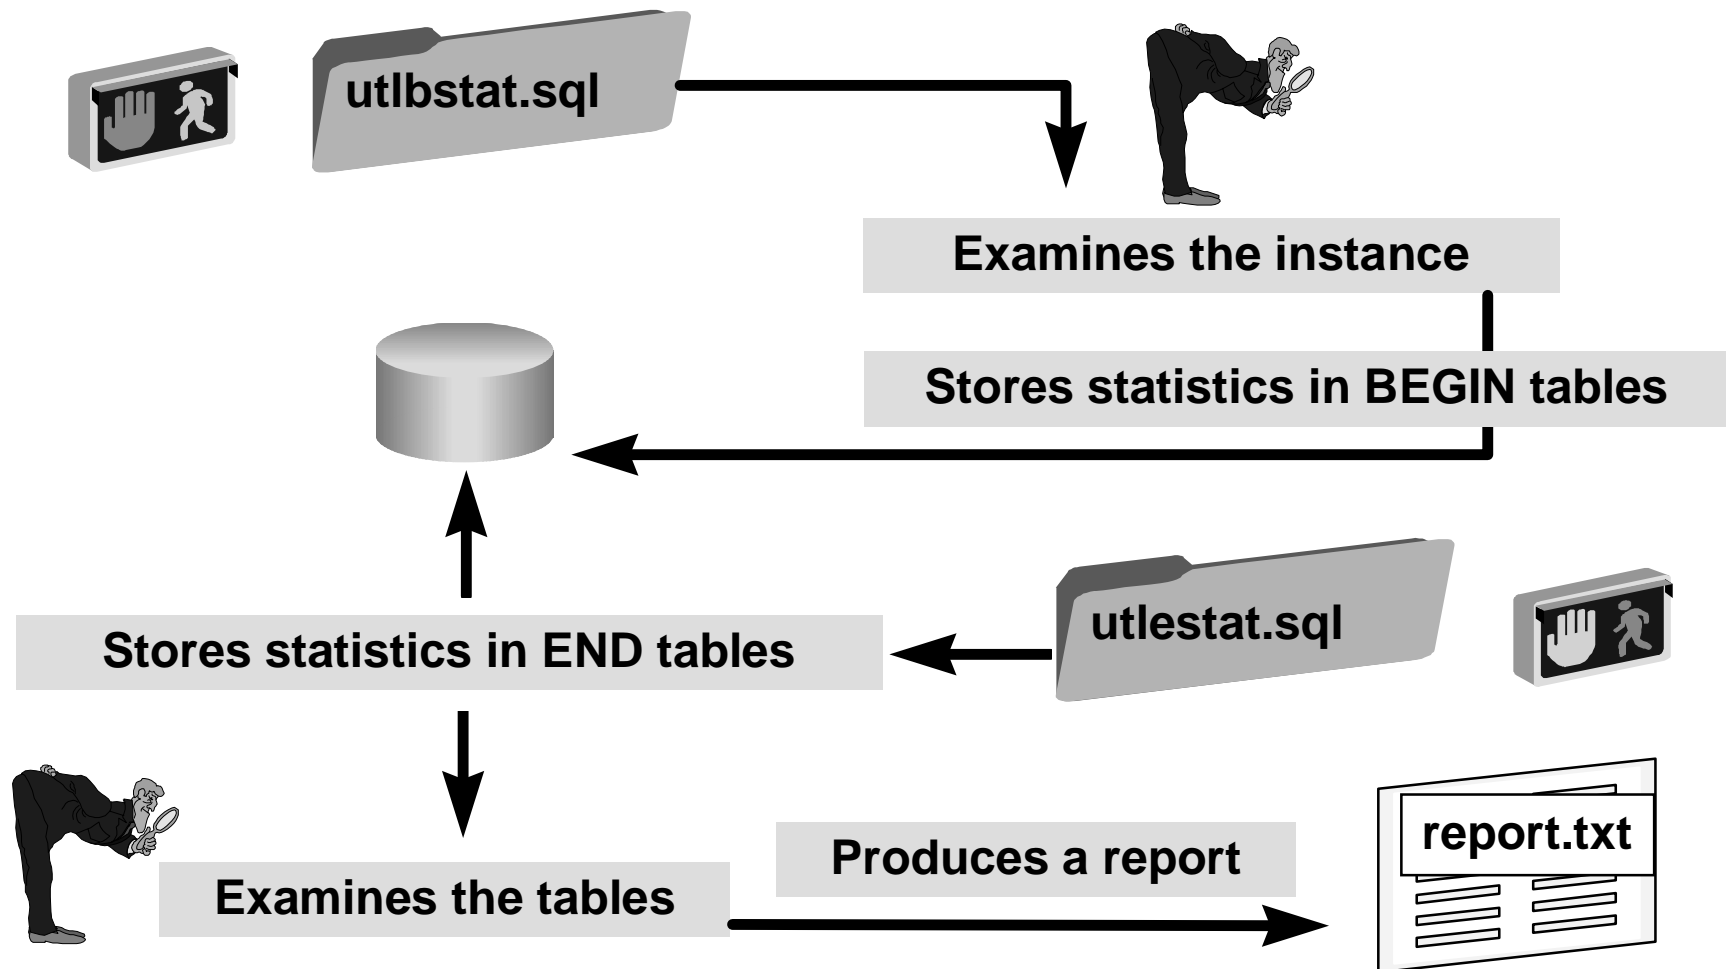 utlbstat.sql
Examines the instance
Stores statistics in BEGIN tables
utlestat.sql
Stores statistics in END tables
Examines the tables
Produces a report
report.txt